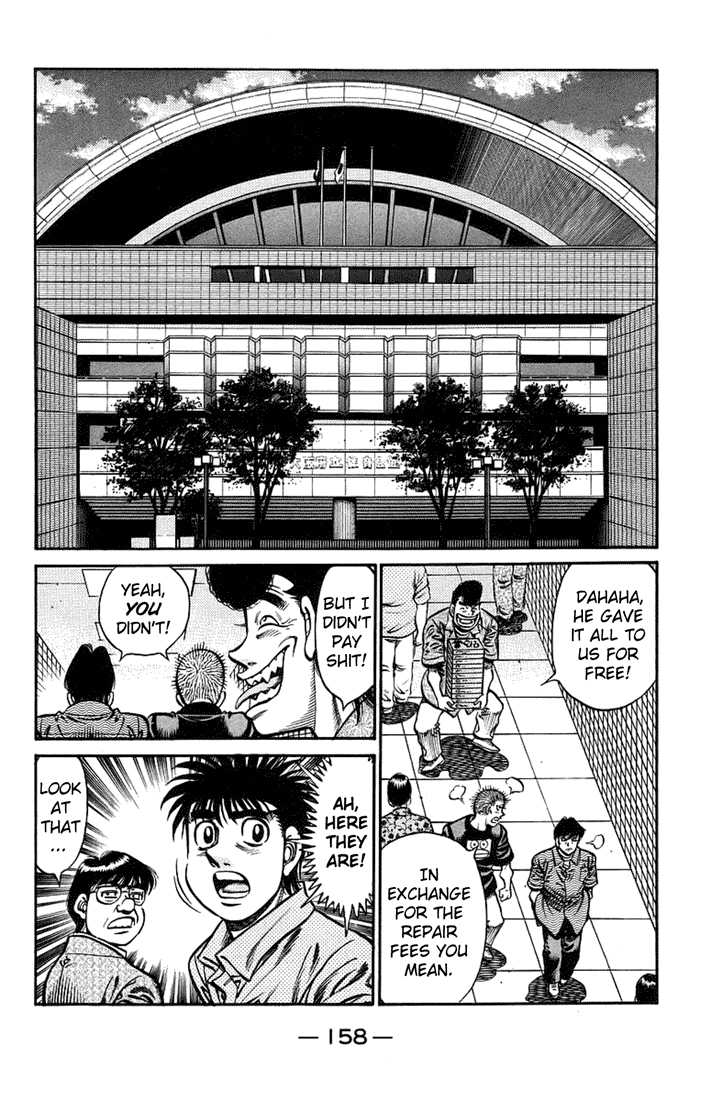 DAHAHA,
HE GAVE
IT ALL TO
US FOR
FREE!
IN
EXCHANGE
FOR THE
REPAIR
FEES YOU
MEAN.
BUT I
DIDN'T
PAY
SHIT!
YEAH,
YOU
DIDN'T!
AH,
HERE
THEY
ARE!
LOOK
AT
THAT
...
— 158 —